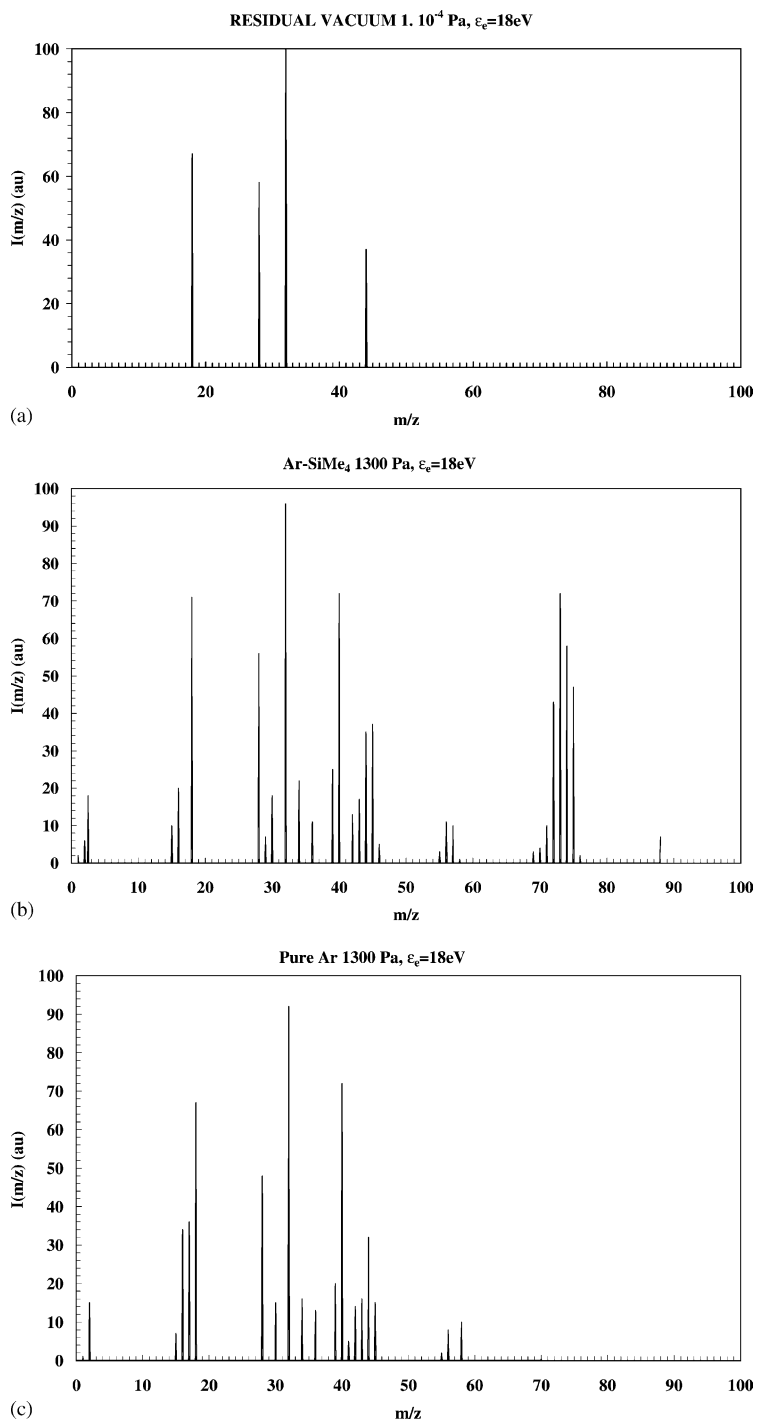 RESIDUAL VACUUM 1. 10⁻⁴ Pa, εₑ=18eV
100
80
60
40
20
0
I(m/z) (au)
0 20 40 60 80 100
m/z
(a)
Ar-SiMe₄ 1300 Pa, εₑ=18eV
100
90
80
70
60
50
40
30
20
10
0
I(m/z) (au)
0 10 20 30 40 50 60 70 80 90 100
m/z
(b)
Pure Ar 1300 Pa, εₑ=18eV
100
90
80
70
60
50
40
30
20
10
0
I(m/z) (au)
0 10 20 30 40 50 60 70 80 90 100
m/z
(c)